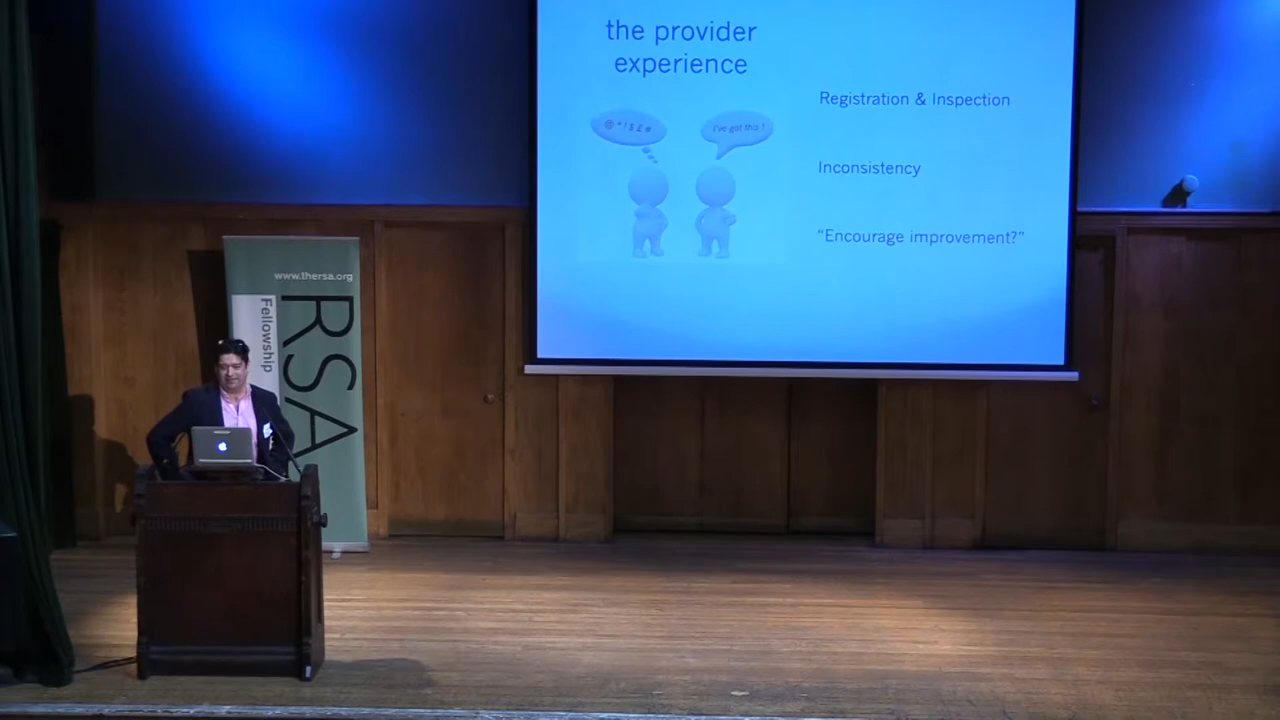 the provider
experience
@*!$£#
I've got this !
Registration & Inspection
Inconsistency
“Encourage improvement?”
www.thersa.org
Fellowship
RSA